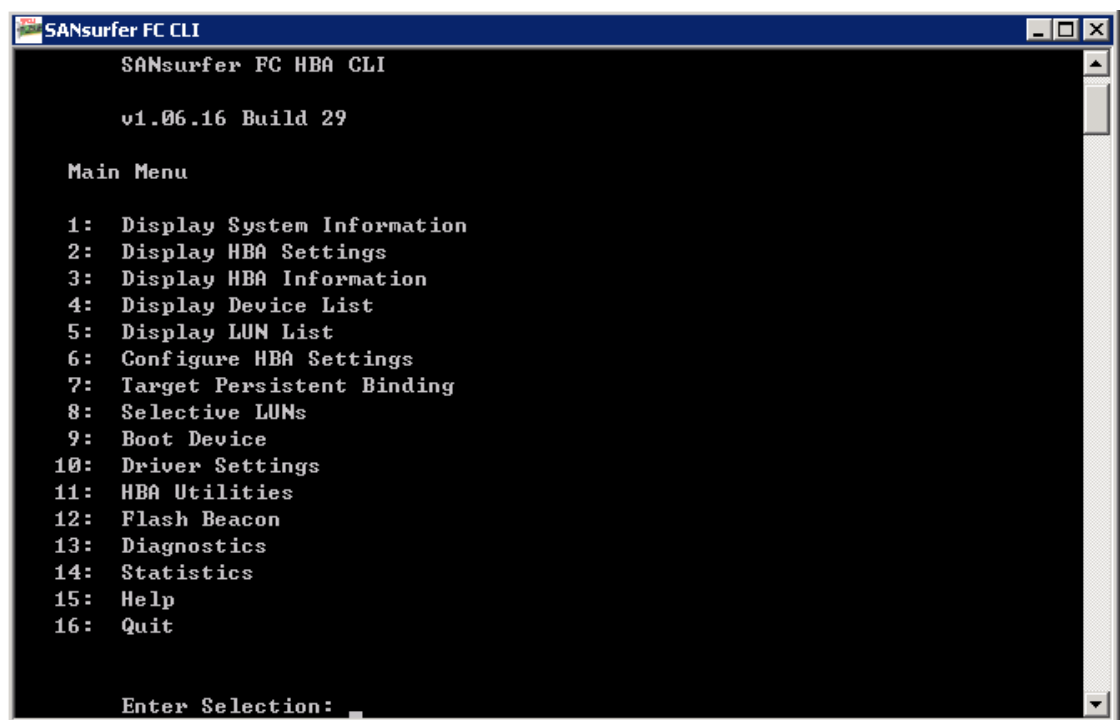 SANsurfer FC CLI
SANsurfer FC HBA CLI
v1.06.16 Build 29
Main Menu
1: Display System Information
2: Display HBA Settings
3: Display HBA Information
4: Display Device List
5: Display LUN List
6: Configure HBA Settings
7: Target Persistent Binding
8: Selective LUNs
9: Boot Device
10: Driver Settings
11: HBA Utilities
12: Flash Beacon
13: Diagnostics
14: Statistics
15: Help
16: Quit
Enter Selection: _